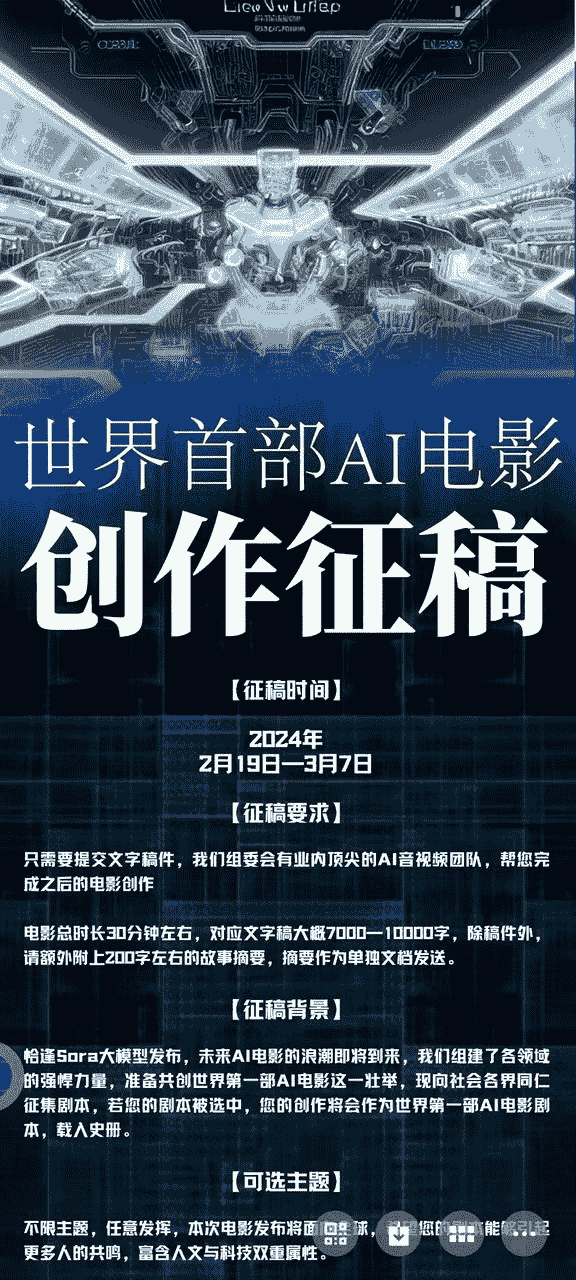 世界首部AI电影
创作征稿
【征稿时间】
2024年
2月19日—3月7日
【征稿要求】
只需要提交文字稿件，我们组委会有业内顶尖的AI音视频团队，帮您完
成之后的电影创作
电影总时长30分钟左右，对应文字稿大概7000—10000字，除稿件外，
请额外附上200字左右的故事摘要，摘要作为单独文档发送。
【征稿背景】
恰逢Sora大模型发布，未来AI电影的浪潮即将到来，我们组建了各领域
的强悍力量，准备共创世界第一部AI电影这一壮举，现向社会各界同仁
征集剧本，若您的剧本被选中，您的创作将会作为世界第一部AI电影剧
本，载入史册。
【可选主题】
不限主题，任意发挥，本次电影发布将面 球， 您的 本能够引起
更多人的共鸣，富含人文与科技双重属性。